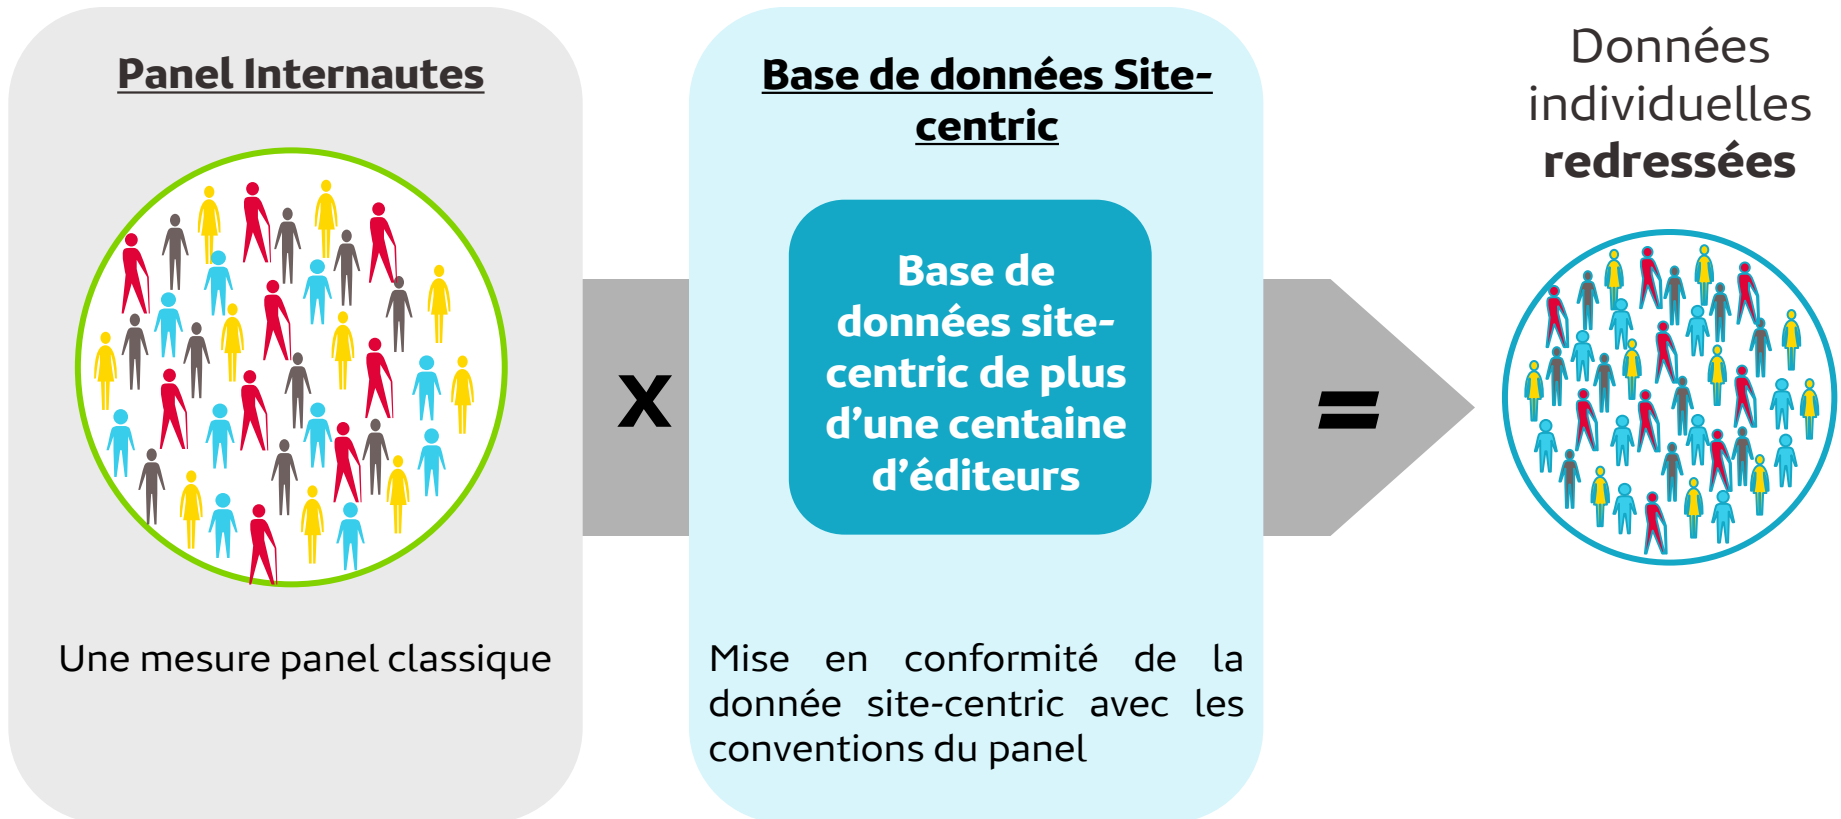 Panel Internautes
Une mesure panel classique
x
Base de données Site-
centric
Base de
données site-
centric de plus
d’une centaine
d’éditeurs
Mise en conformité de la
donnée site-centric avec les
conventions du panel
=
Données
individuelles
redressées